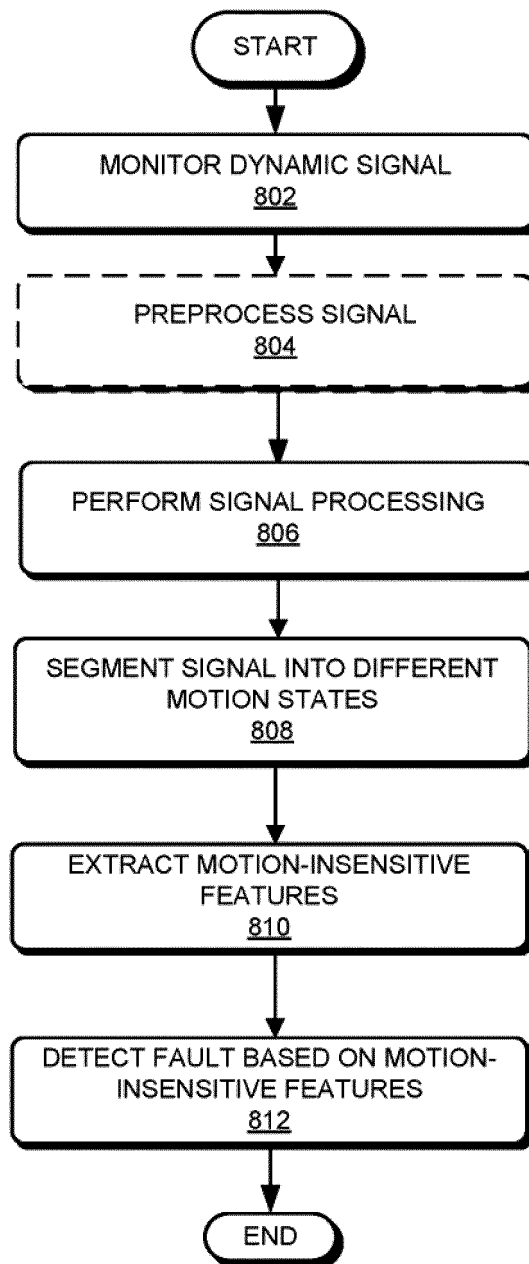 START
MONITOR DYNAMIC SIGNAL
802
PREPROCESS SIGNAL
804
PERFORM SIGNAL PROCESSING
806
SEGMENT SIGNAL INTO DIFFERENT
MOTION STATES
808
EXTRACT MOTION-INSENSITIVE
FEATURES
810
DETECT FAULT BASED ON MOTION-
INSENSITIVE FEATURES
812
END